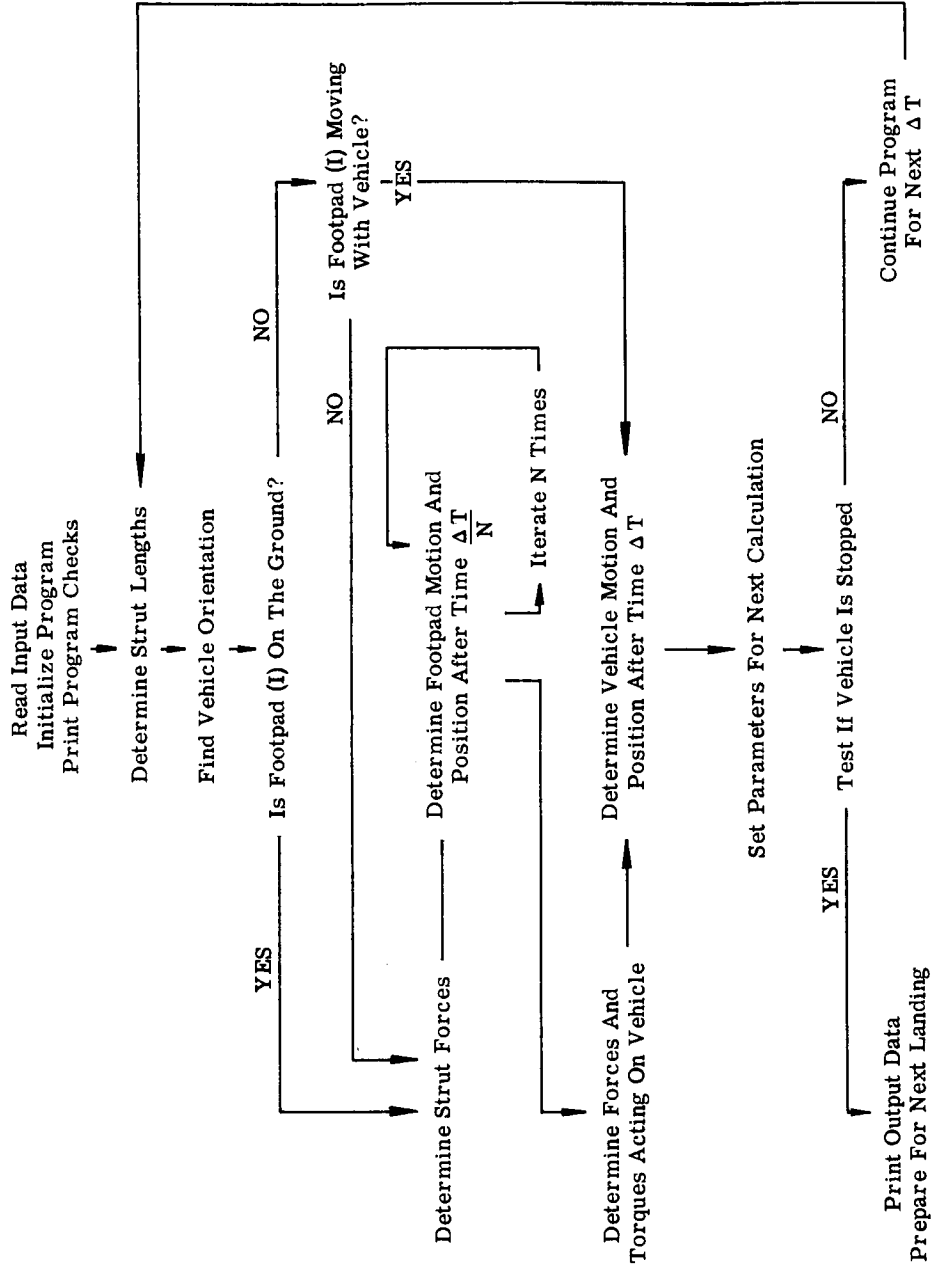 Read Input Data
Initialize Program
Print Program Checks
Determine Strut Lengths
Find Vehicle Orientation
Is Footpad (I) On The Ground?
YES
NO
Is Footpad (I) Moving
With Vehicle?
NO
YES
Determine Strut Forces
Determine Footpad Motion And
Position After Time ΔT/N
Iterate N Times
Determine Forces And
Torques Acting On Vehicle
Determine Vehicle Motion And
Position After Time Δ T
Set Parameters For Next Calculation
Test If Vehicle Is Stopped
YES
NO
Print Output Data
Prepare For Next Landing
Continue Program
For Next Δ T